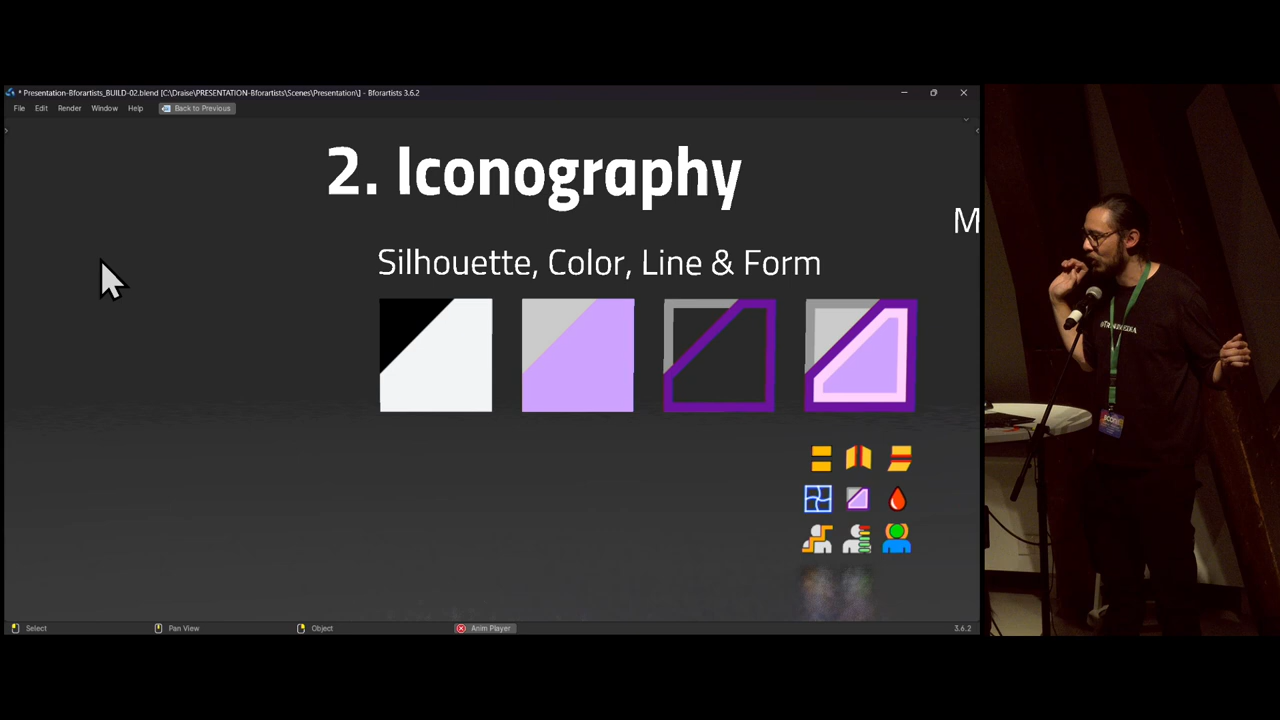 * Presentation-Bforartists_BUILD-02.blend [C:\Draise\PRESENTATION-Bforartists\Scenes\Presentation\] - Bforartists 3.6.2
File Edit Render Window Help Back to Previous
2. Iconography
M
Silhouette, Color, Line & Form
Select Pan View Object Anim Player 3.6.2